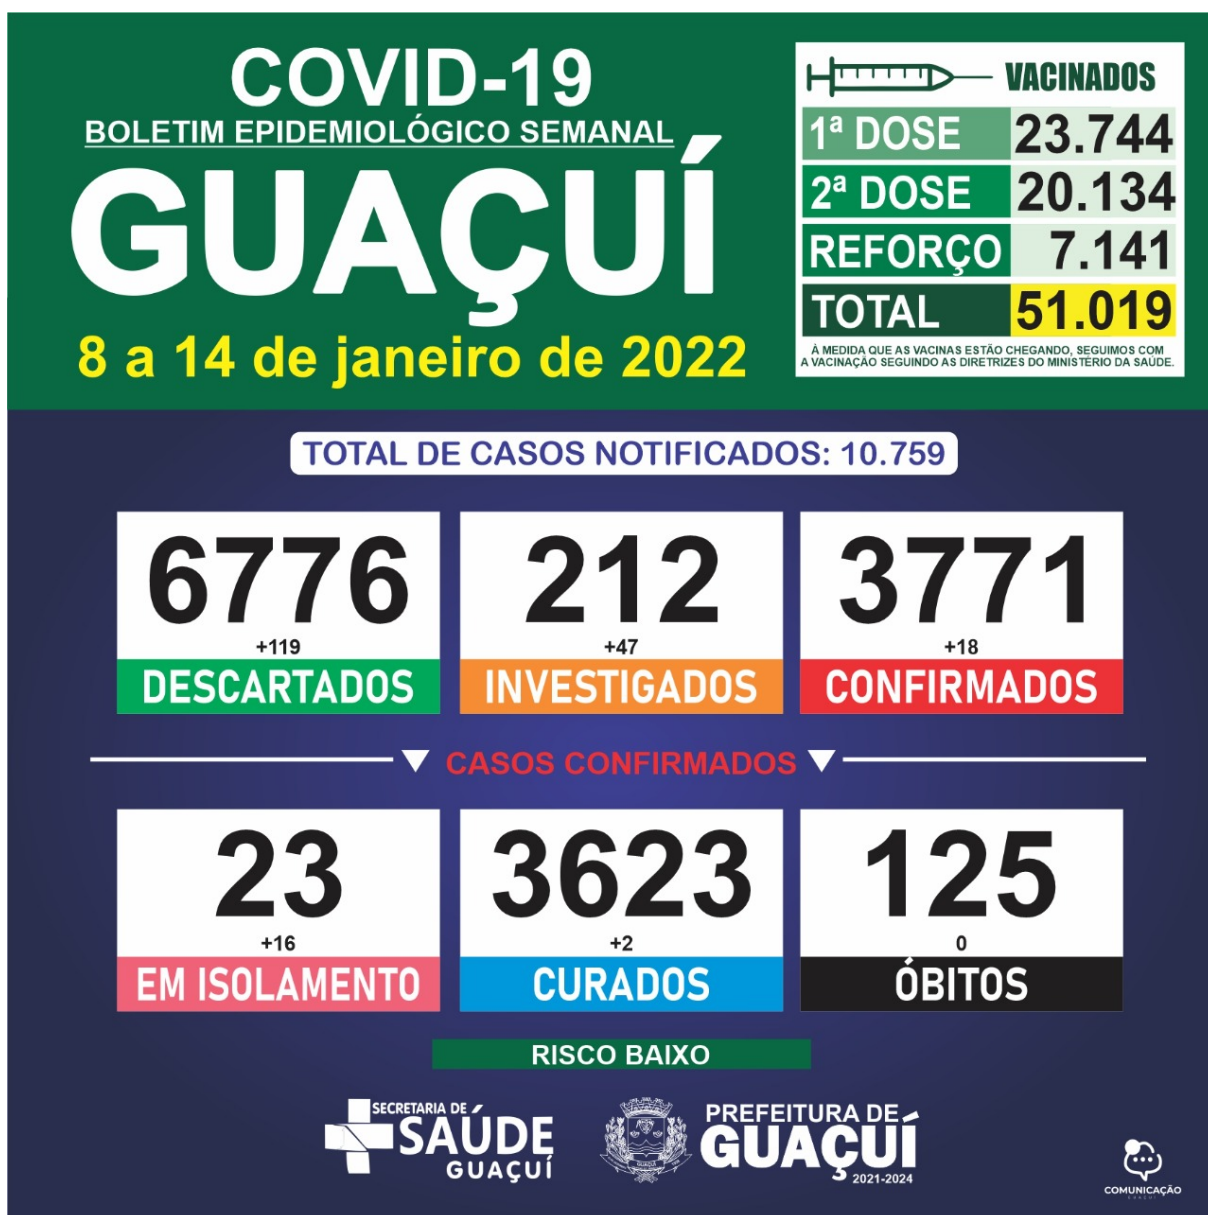 COVID-19
BOLETIM EPIDEMIOLÓGICO SEMANAL
GUAÇUÍ
8 a 14 de janeiro de 2022
VACINADOS
1ª DOSE 23.744
2ª DOSE 20.134
REFORÇO 7.141
TOTAL 51.019
À MEDIDA QUE AS VACINAS ESTÃO CHEGANDO, SEGUIMOS COM
A VACINAÇÃO SEGUINDO AS DIRETRIZES DO MINISTÉRIO DA SAÚDE.
TOTAL DE CASOS NOTIFICADOS: 10.759
6776
+119
DESCARTADOS
212
+47
INVESTIGADOS
3771
+18
CONFIRMADOS
CASOS CONFIRMADOS
23
+16
EM ISOLAMENTO
3623
+2
CURADOS
125
0
ÓBITOS
RISCO BAIXO
SECRETARIA DE
SAÚDE
GUAÇUÍ
PREFEITURA DE
GUAÇUÍ
2021-2024
COMUNICAÇÃO